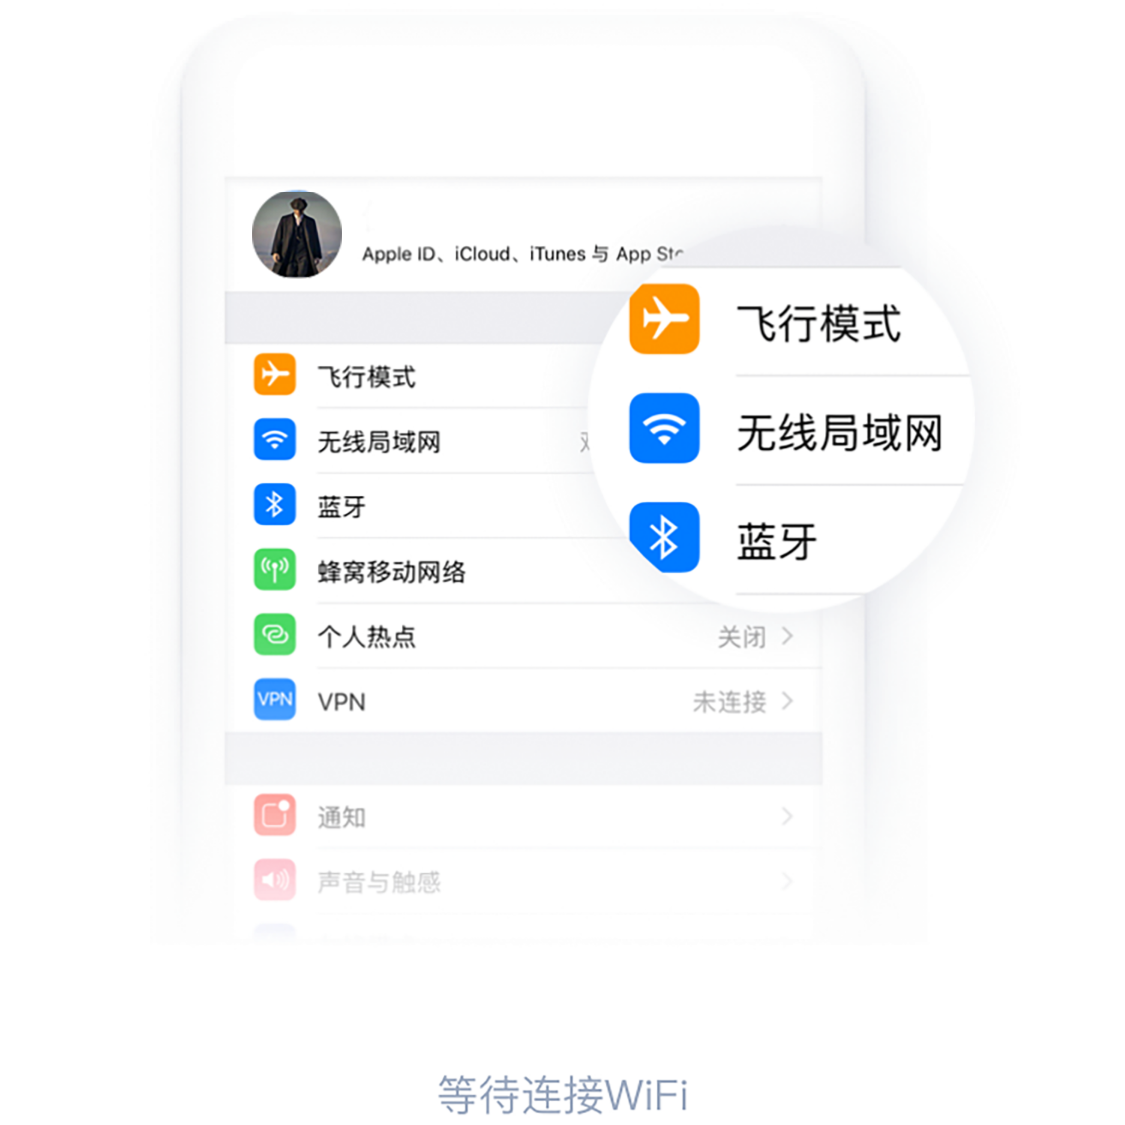 Apple ID、iCloud、iTunes 与 App Sto
飞行模式
无线局域网
蓝牙
蜂窝移动网络
个人热点 关闭
VPN VPN 未连接
通知
声音与触感
飞行模式
无线局域网
蓝牙
等待连接WiFi